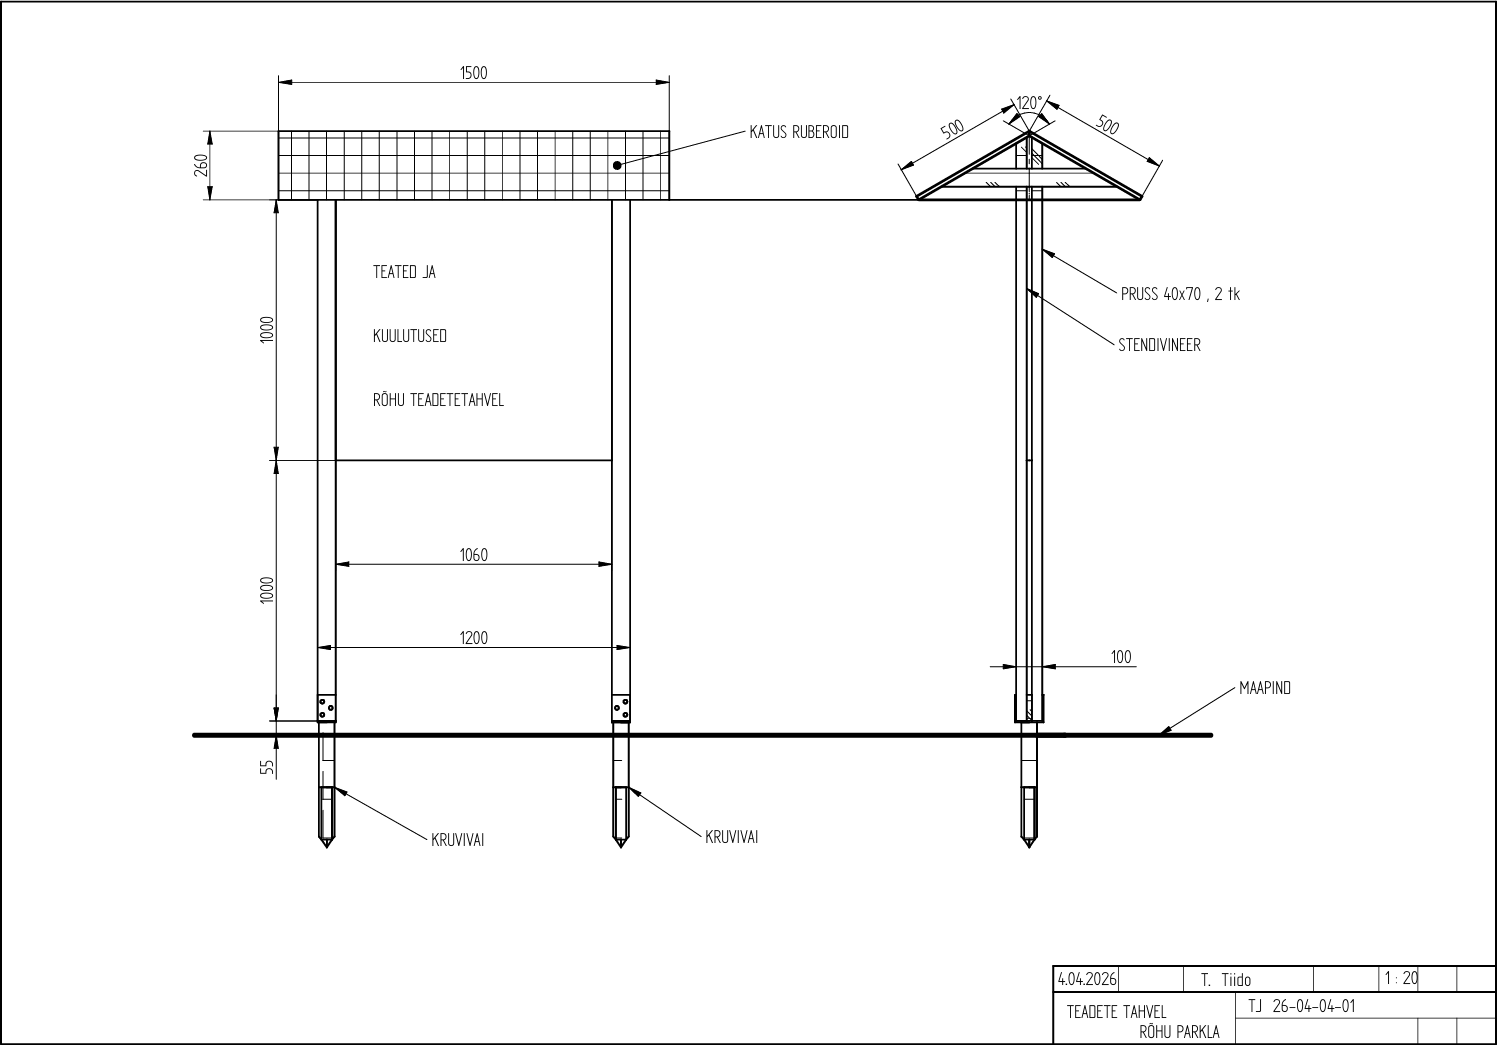 1500
260
KATUS RUBEROID
120°
500
500
1000
TEATED JA
KUULUTUSED
RÕHU TEADETETAHVEL
PRUSS 40x70 , 2 tk
STENDIVINEER
1060
1000
1200
100
MAAPIND
55
KRUVIVAI
KRUVIVAI
4.04.2026
T. Tiido
1 : 20
TEADETE TAHVEL
RÕHU PARKLA
TJ 26-04-04-01